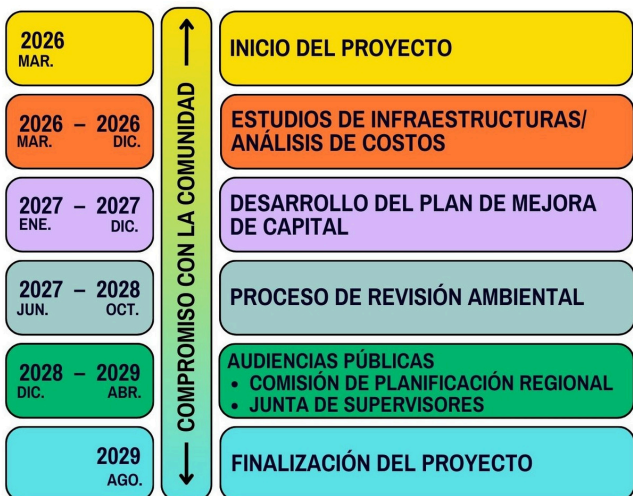 2026
MAR.
INICIO DEL PROYECTO
2026 – 2026
MAR. DIC.
ESTUDIOS DE INFRAESTRUCTURAS/
ANÁLISIS DE COSTOS
2027 – 2027
ENE. DIC.
DESARROLLO DEL PLAN DE MEJORA
DE CAPITAL
2027 – 2028
JUN. OCT.
PROCESO DE REVISIÓN AMBIENTAL
2028 – 2029
DIC. ABR.
AUDIENCIAS PÚBLICAS
• COMISIÓN DE PLANIFICACIÓN REGIONAL
• JUNTA DE SUPERVISORES
2029
AGO.
FINALIZACIÓN DEL PROYECTO
COMPROMISO CON LA COMUNIDAD